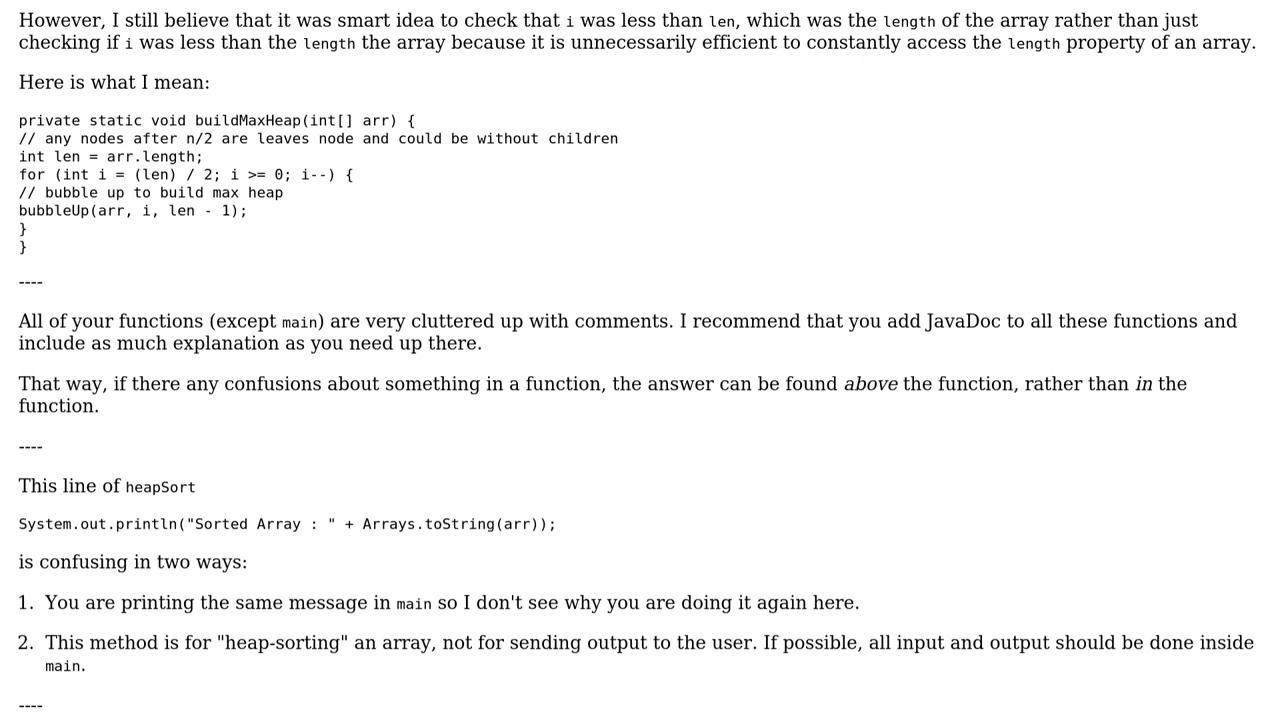 However, I still believe that it was smart idea to check that i was less than len, which was the length of the array rather than just
checking if i was less than the length the array because it is unnecessarily efficient to constantly access the length property of an array.
Here is what I mean:
private static void buildMaxHeap(int[] arr) {
// any nodes after n/2 are leaves node and could be without children
int len = arr.length;
for (int i = (len) / 2; i >= 0; i--) {
// bubble up to build max heap
bubbleUp(arr, i, len - 1);
}
}
----
All of your functions (except main) are very cluttered up with comments. I recommend that you add JavaDoc to all these functions and
include as much explanation as you need up there.
That way, if there any confusions about something in a function, the answer can be found above the function, rather than in the
function.
----
This line of heapSort
System.out.println("Sorted Array : " + Arrays.toString(arr));
is confusing in two ways:
1. You are printing the same message in main so I don't see why you are doing it again here.
2. This method is for "heap-sorting" an array, not for sending output to the user. If possible, all input and output should be done inside
main.
----